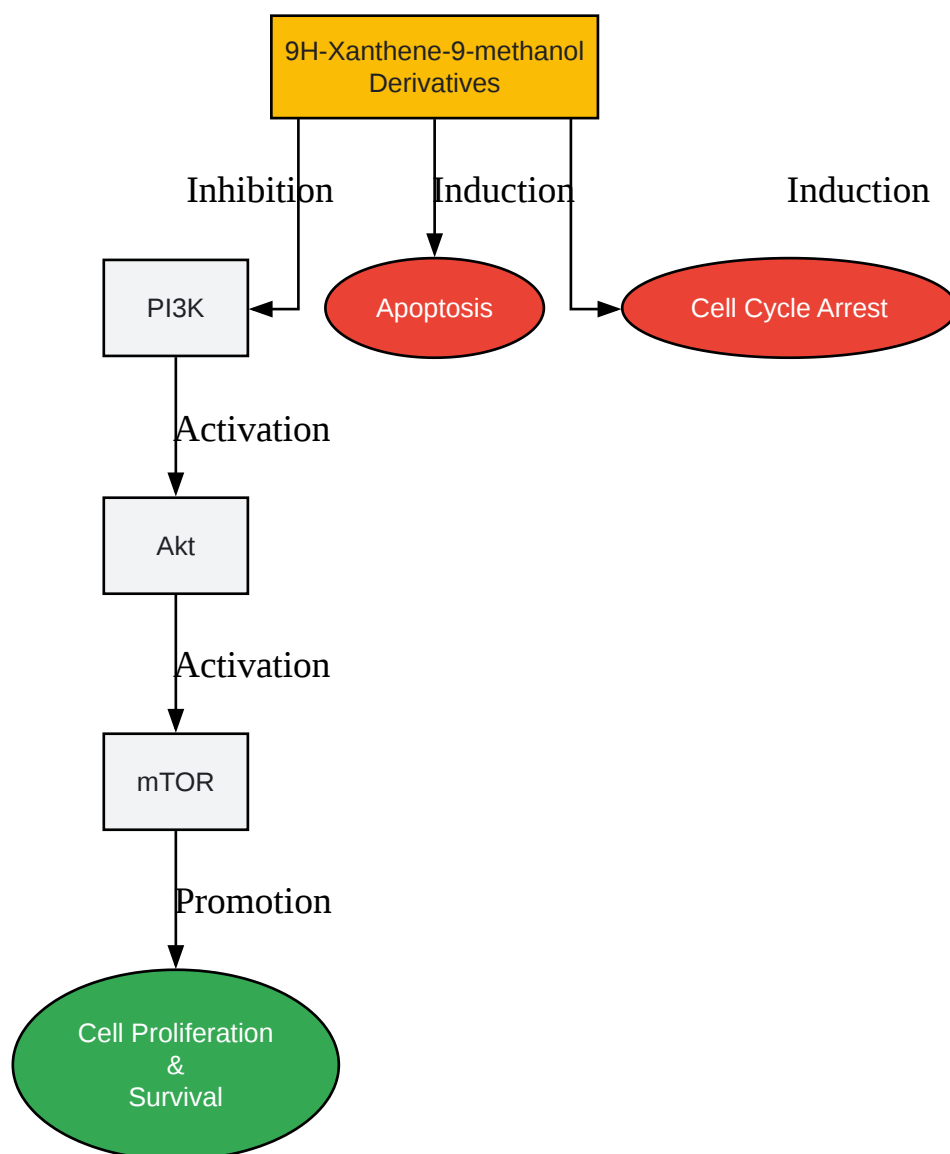 9H-Xanthene-9-methanol
Derivatives
Inhibition
Induction
Induction
PI3K
Apoptosis
Cell Cycle Arrest
Activation
Akt
Activation
mTOR
Promotion
Cell Proliferation
&
Survival